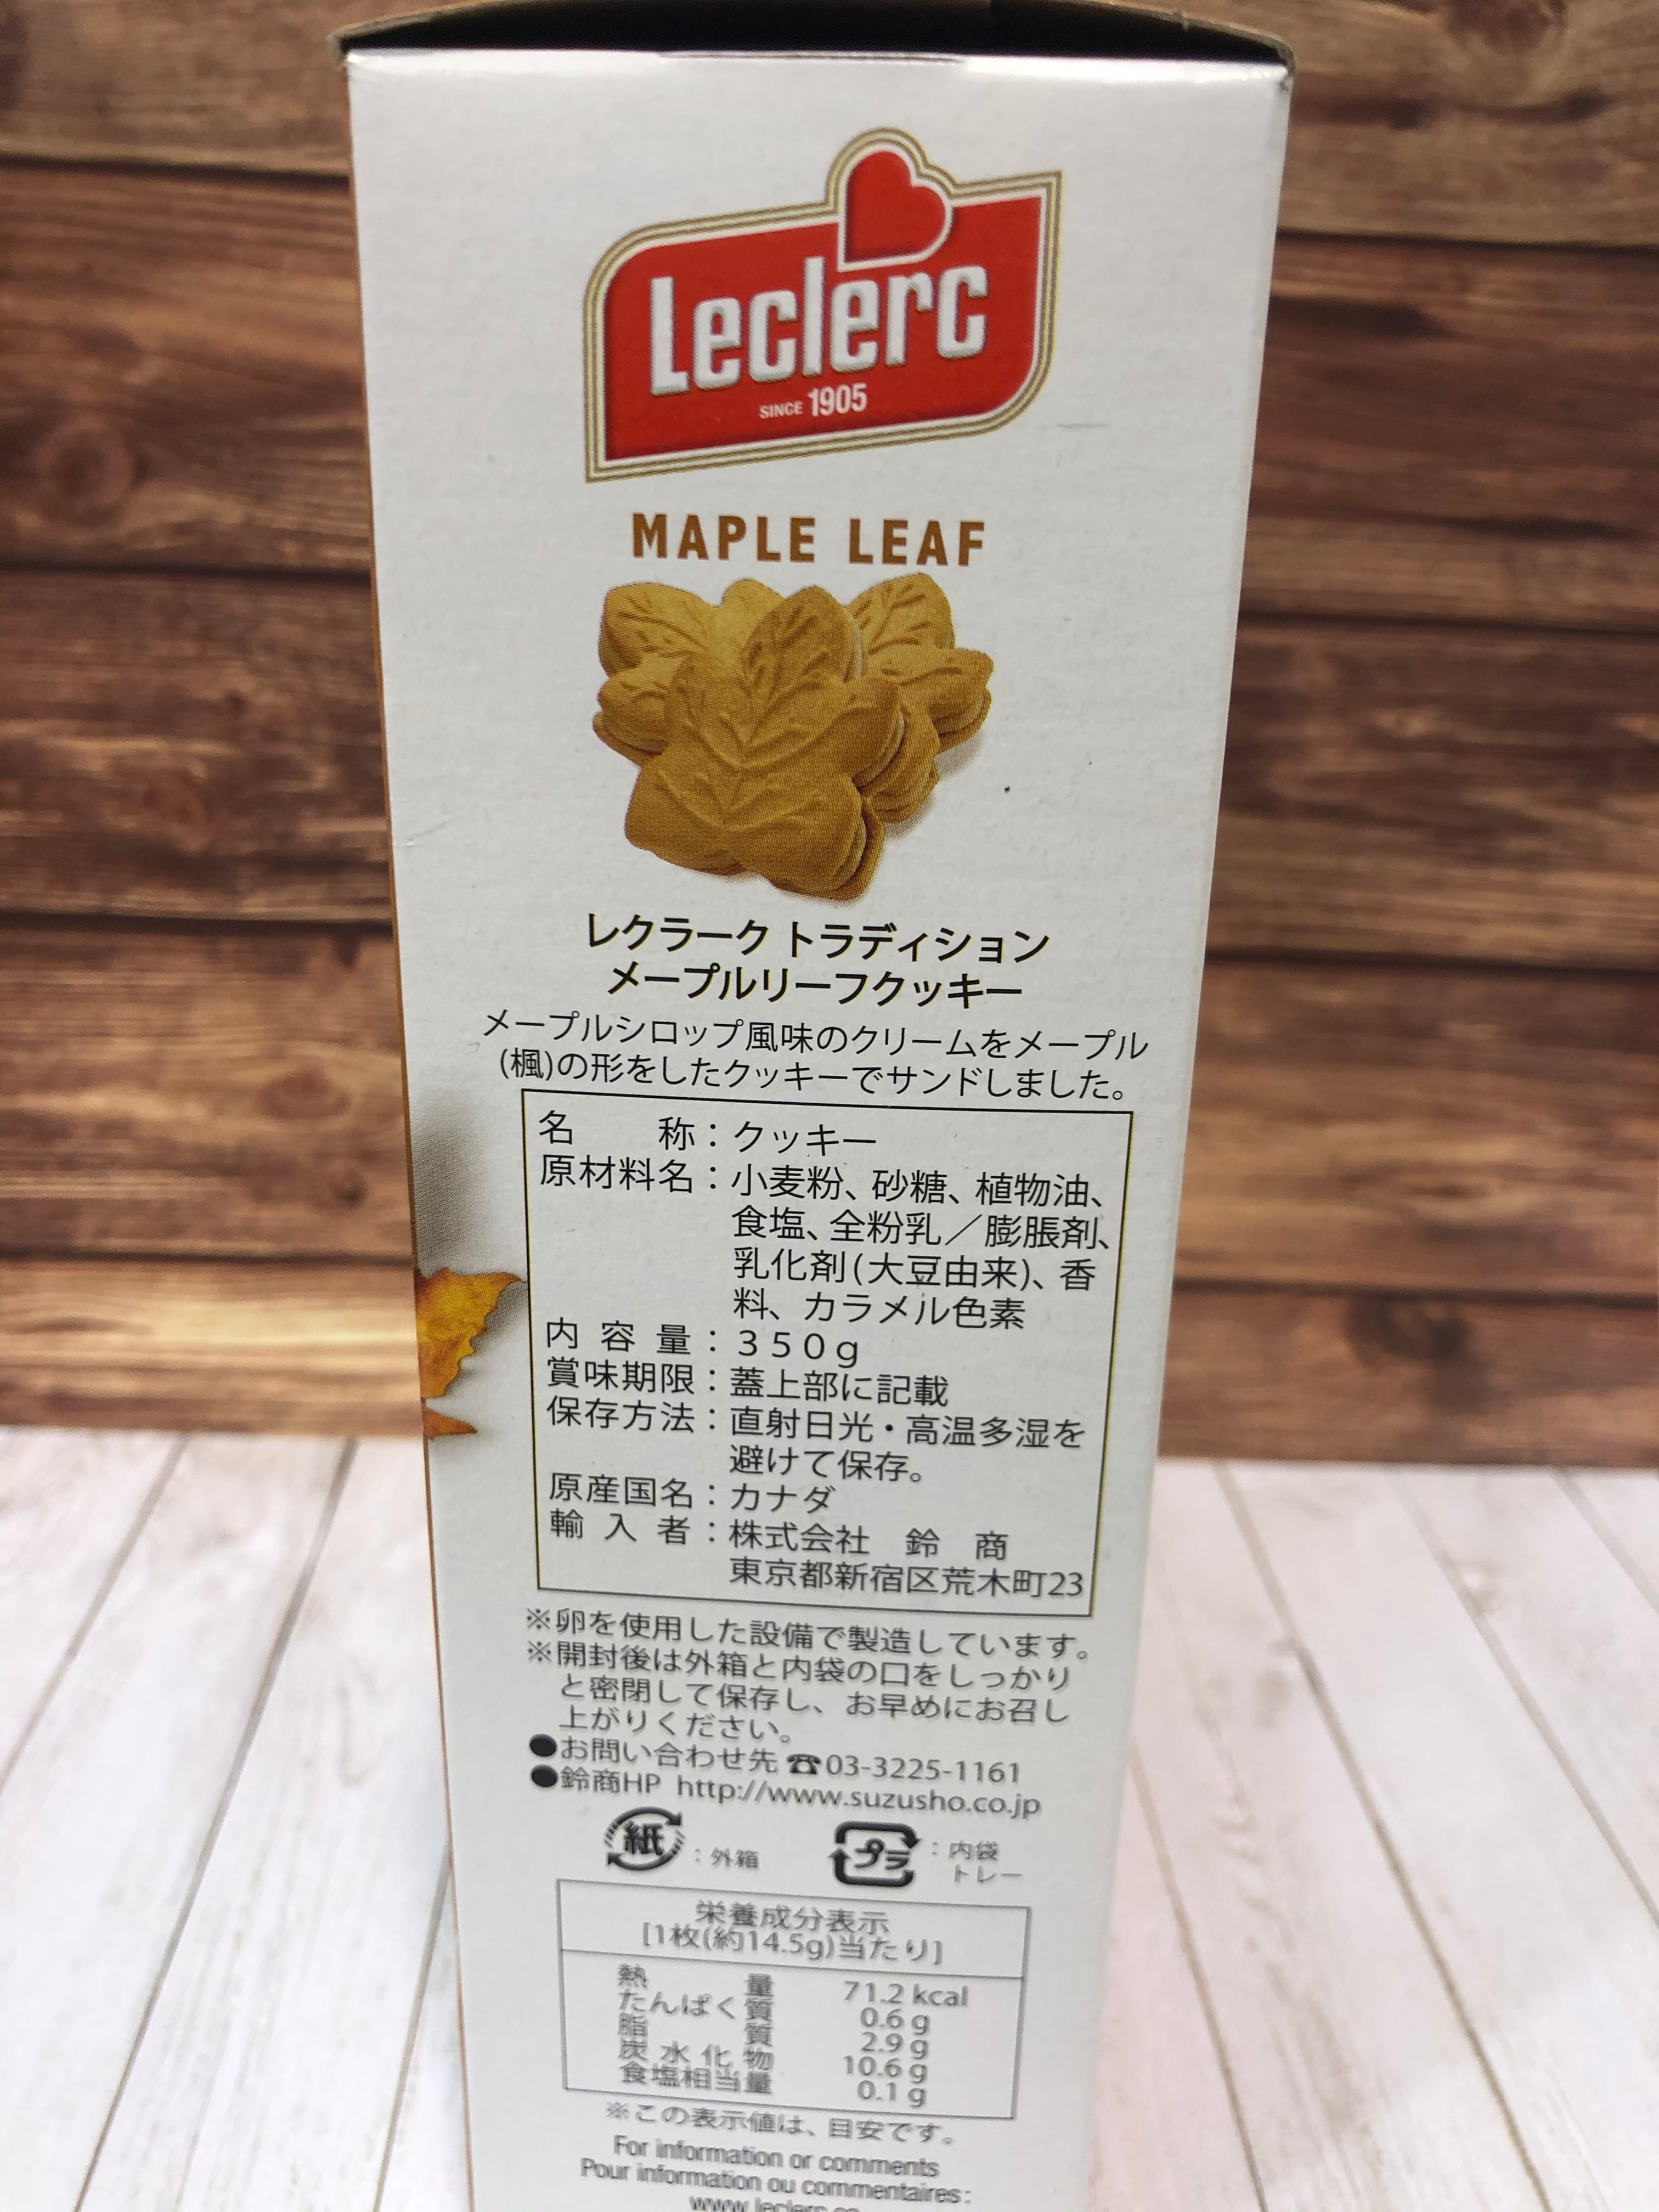 Leclerc
SINCE 1905
MAPLE LEAF
レクラーク トラディション
メープルリーフクッキー
メープルシロップ風味のクリームをメープル
(楓)の形をしたクッキーでサンドしました。
名 称：クッキー
原材料名：小麦粉、砂糖、植物油、
食塩、全粉乳／膨脹剤、
乳化剤(大豆由来)、香
料、カラメル色素
内容量：350g
賞味期限：蓋上部に記載
保存方法：直射日光・高温多湿を
避けて保存。
原産国名：カナダ
輸入者：株式会社 鈴商
東京都新宿区荒木町23
※卵を使用した設備で製造しています。
※開封後は外箱と内袋の口をしっかり
と密閉して保存し、お早めにお召し
上がりください。
●お問い合わせ先 ☎03-3225-1161
●鈴商HP http://www.suzusho.co.jp
紙：外箱 プラ：内袋
トレー
栄養成分表示
[1枚(約14.5g)当たり]
熱量 71.2 kcal
たんぱく質 0.6 g
脂質 2.9 g
炭水化物 10.6 g
食塩相当量 0.1 g
※この表示値は、目安です。
For information or comments
Pour information ou commentaires: